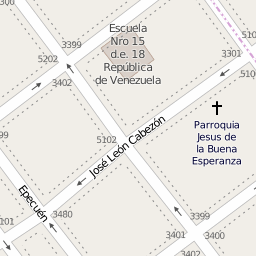 Escuela
Nro 15
d.e. 18
República
de Venezuela
3399
5202
3402
3301
5100
Parroquia
Jesus de
la Buena
Esperanza
5102
José León Cabezón
Epecuén
3480
3399
3400